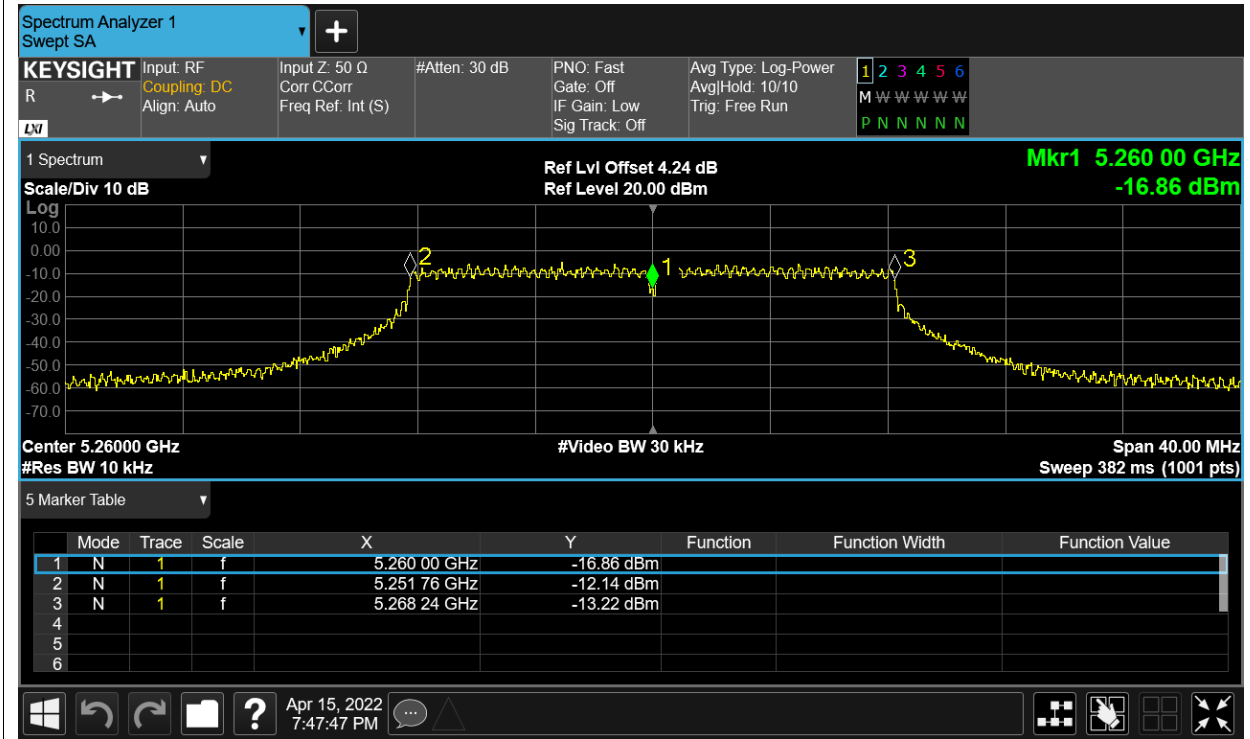 Spectrum Analyzer 1
Swept SA
KEYSIGHT
R
LXI
Input: RF
Coupling: DC
Align: Auto
Input Z: 50 Ω
Corr CCorr
Freq Ref: Int (S)
#Atten: 30 dB
PNO: Fast
Gate: Off
IF Gain: Low
Sig Track: Off
Avg Type: Log-Power
Avg|Hold: 10/10
Trig: Free Run
1 2 3 4 5 6
M W W W W W
P N N N N N
1 Spectrum
Scale/Div 10 dB
Ref Lvl Offset 4.24 dB
Ref Level 20.00 dBm
Mkr1 5.260 00 GHz
-16.86 dBm
Log
10.0
0.00
-10.0
-20.0
-30.0
-40.0
-50.0
-60.0
-70.0
2
1
3
Center 5.26000 GHz
#Video BW 30 kHz
Span 40.00 MHz
#Res BW 10 kHz
Sweep 382 ms (1001 pts)
5 Marker Table
Mode Trace Scale X Y Function Function Width Function Value
1 N 1 f 5.260 00 GHz -16.86 dBm
2 N 1 f 5.251 76 GHz -12.14 dBm
3 N 1 f 5.268 24 GHz -13.22 dBm
4
5
6
?
Apr 15, 2022
7:47:47 PM